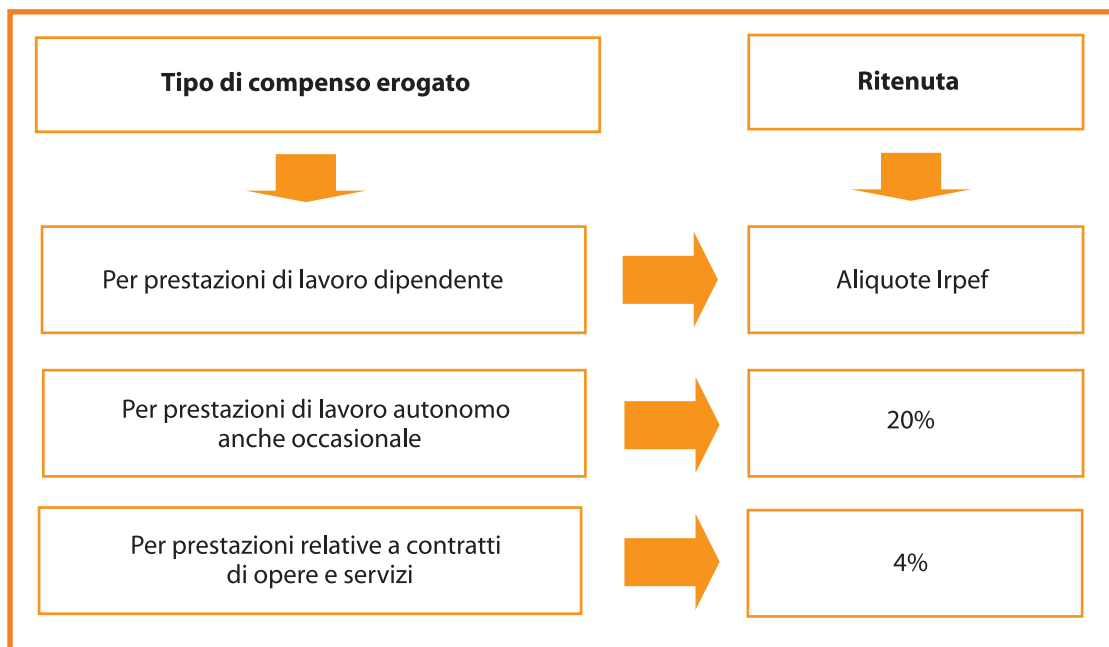 Tipo di compenso erogato
Ritenuta
Per prestazioni di lavoro dipendente
Aliquote Irpef
Per prestazioni di lavoro autonomo
anche occasionale
20%
Per prestazioni relative a contratti
di opere e servizi
4%